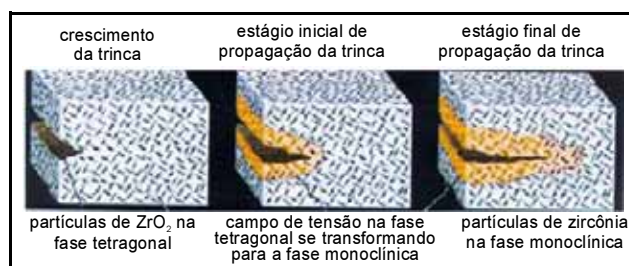 crescimento
da trinca
estágio inicial de
propagação da trinca
estágio final de
propagação da trinca
partículas de ZrO₂ na
fase tetragonal
campo de tensão na fase
tetragonal se transformando
para a fase monoclínica
partículas de zircônia
na fase monoclínica